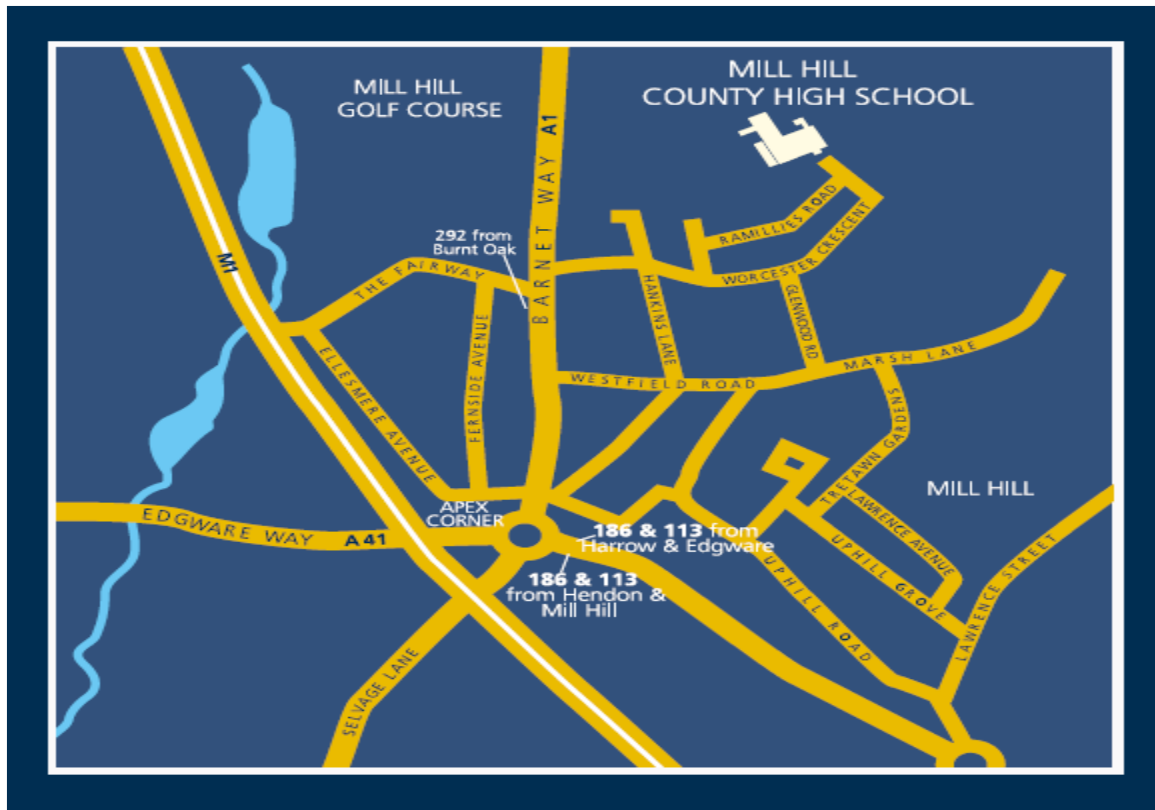 MILL HILL
COUNTY HIGH SCHOOL
MILL HILL
GOLF COURSE
BARNET WAY A1
M1
292 from
Burnt Oak
THE FAIRWAY
RAMILLIES ROAD
WORCESTER CRESCENT
HANKINS LANE
GLENWOOD RD
MARSH LANE
WESTFIELD ROAD
ELLESMERE AVENUE
FERNSIDE AVENUE
TRETAWN GARDENS
MILL HILL
LAWRENCE AVENUE
APEX
CORNER
EDGWARE WAY A41
186 & 113 from
Harrow & Edgware
186 & 113
from Hendon &
Mill Hill
UPHILL ROAD
UPHILL GROVE
LAWRENCE STREET
SELVAGE LANE